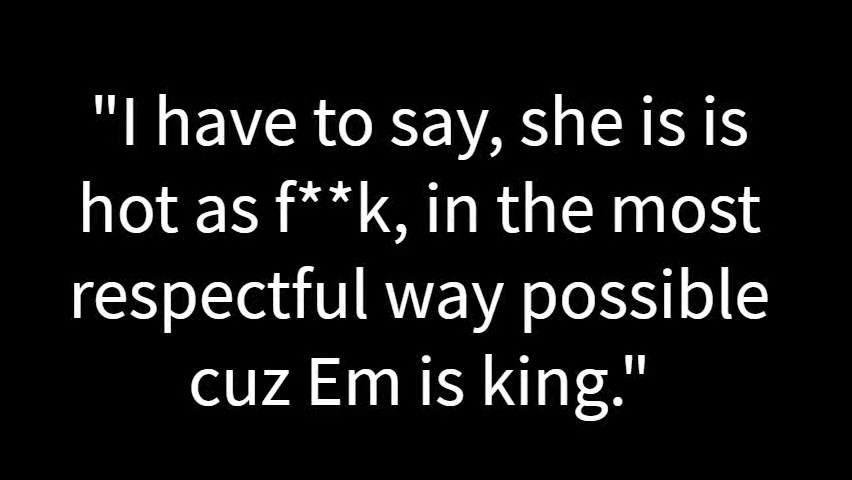 "I have to say, she is is
hot as f**k, in the most
respectful way possible
cuz Em is king."